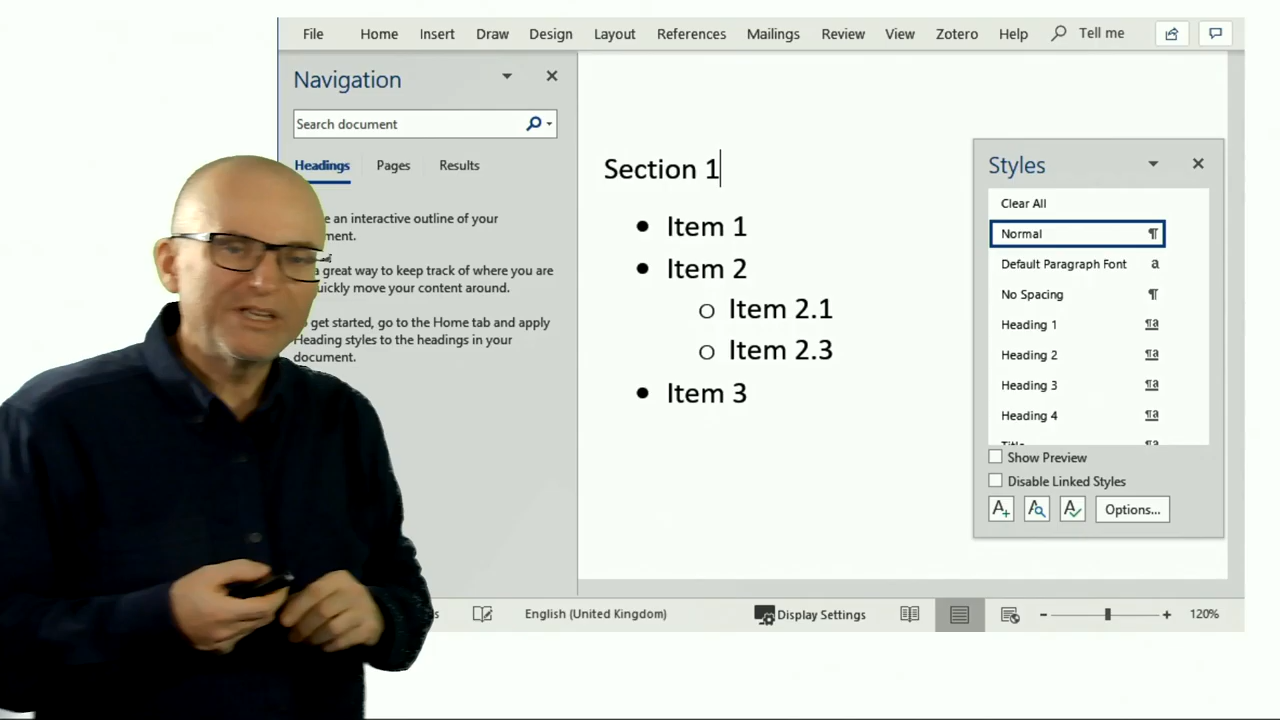 File Home Insert Draw Design Layout References Mailings Review View Zotero Help Tell me
Navigation
Search document
Headings Pages Results
an interactive outline of your
a great way to keep track of where you are
your content around.
get started, go to the Home tab and apply
Heading styles to the headings in your
document.
Section 1
• Item 1
• Item 2
o Item 2.1
o Item 2.3
• Item 3
Styles
Clear All
Normal
Default Paragraph Font a
No Spacing
Heading 1
Heading 2
Heading 3
Heading 4
Show Preview
Disable Linked Styles
Options...
English (United Kingdom)
Display Settings
120%